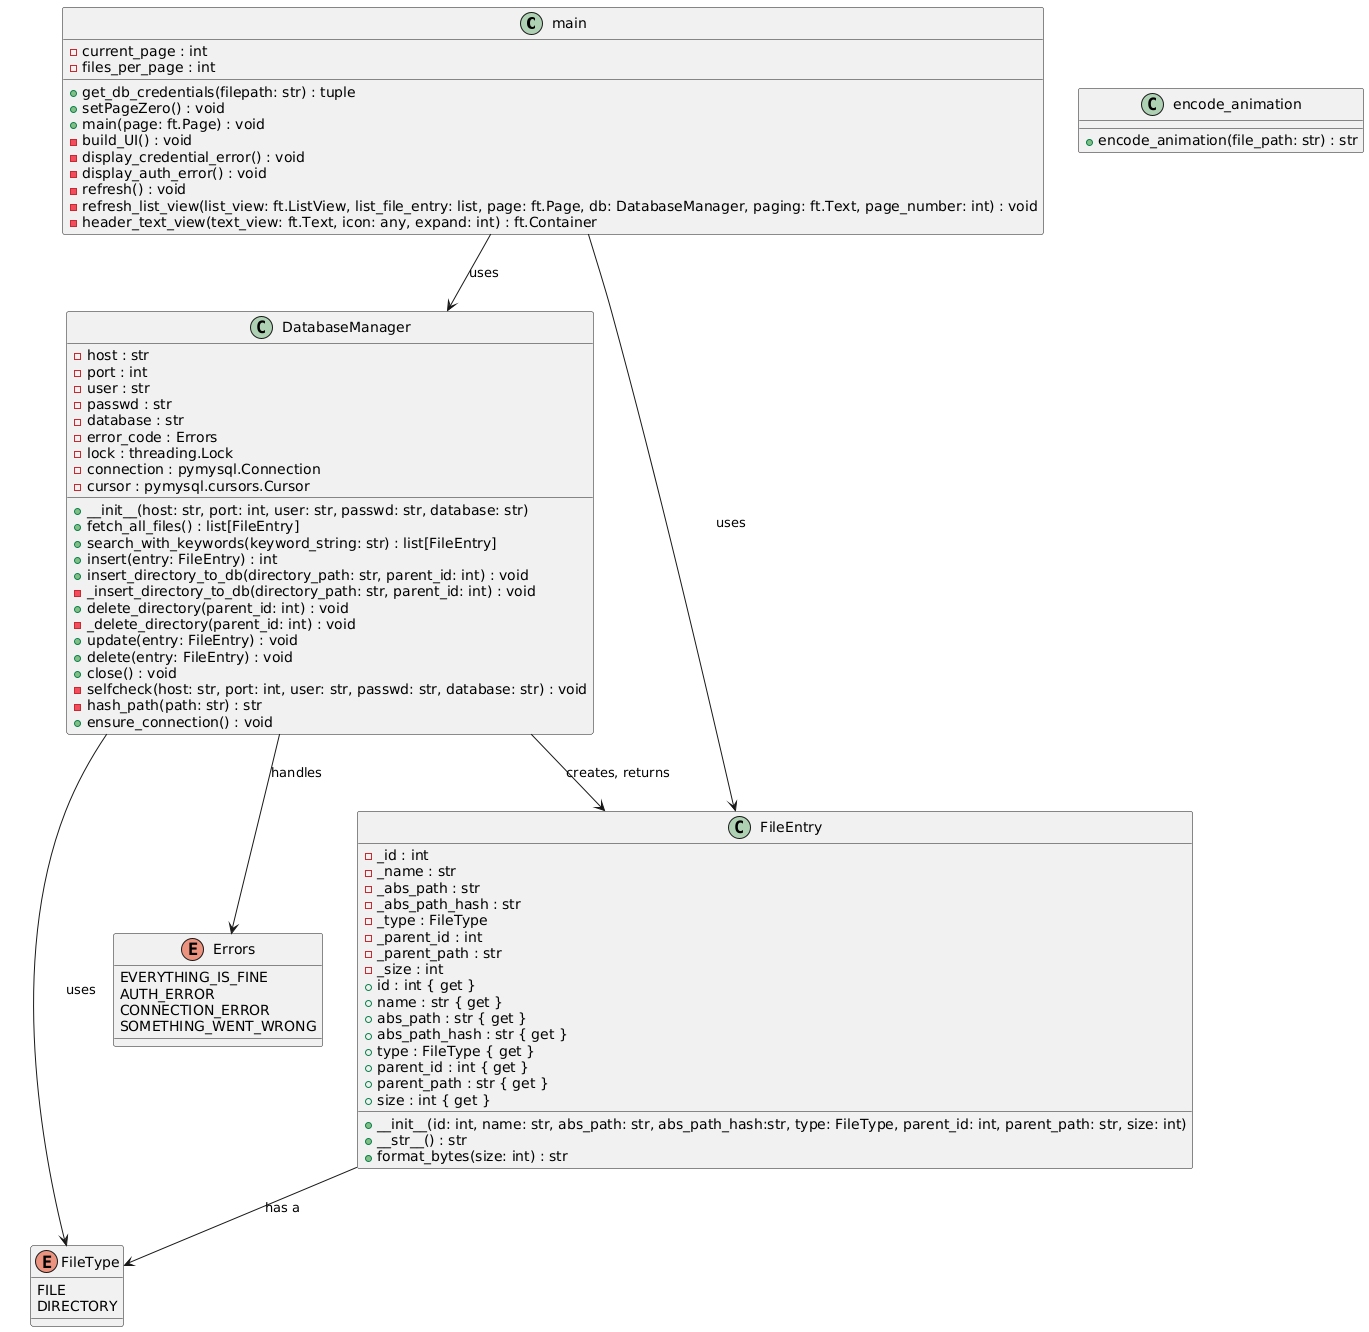 C main
current_page : int
files_per_page : int
get_db_credentials(filepath: str) : tuple
setPageZero() : void
main(page: ft.Page) : void
build_UI() : void
display_credential_error() : void
display_auth_error() : void
refresh() : void
refresh_list_view(list_view: ft.ListView, list_file_entry: list, page: ft.Page, db: DatabaseManager, paging: ft.Text, page_number: int) : void
header_text_view(text_view: ft.Text, icon: any, expand: int) : ft.Container
C encode_animation
encode_animation(file_path: str) : str
uses
C DatabaseManager
host : str
port : int
user : str
passwd : str
database : str
error_code : Errors
lock : threading.Lock
connection : pymysql.Connection
cursor : pymysql.cursors.Cursor
__init__(host: str, port: int, user: str, passwd: str, database: str)
fetch_all_files() : list[FileEntry]
search_with_keywords(keyword_string: str) : list[FileEntry]
insert(entry: FileEntry) : int
insert_directory_to_db(directory_path: str, parent_id: int) : void
_insert_directory_to_db(directory_path: str, parent_id: int) : void
delete_directory(parent_id: int) : void
_delete_directory(parent_id: int) : void
update(entry: FileEntry) : void
delete(entry: FileEntry) : void
close() : void
selfcheck(host: str, port: int, user: str, passwd: str, database: str) : void
hash_path(path: str) : str
ensure_connection() : void
uses
handles
creates, returns
C FileEntry
_id : int
_name : str
_abs_path : str
_abs_path_hash : str
_type : FileType
_parent_id : int
_parent_path : str
_size : int
id : int { get }
name : str { get }
abs_path : str { get }
abs_path_hash : str { get }
type : FileType { get }
parent_id : int { get }
parent_path : str { get }
size : int { get }
__init__(id: int, name: str, abs_path: str, abs_path_hash:str, type: FileType, parent_id: int, parent_path: str, size: int)
__str__() : str
format_bytes(size: int) : str
E Errors
EVERYTHING_IS_FINE
AUTH_ERROR
CONNECTION_ERROR
SOMETHING_WENT_WRONG
uses
has a
E FileType
FILE
DIRECTORY